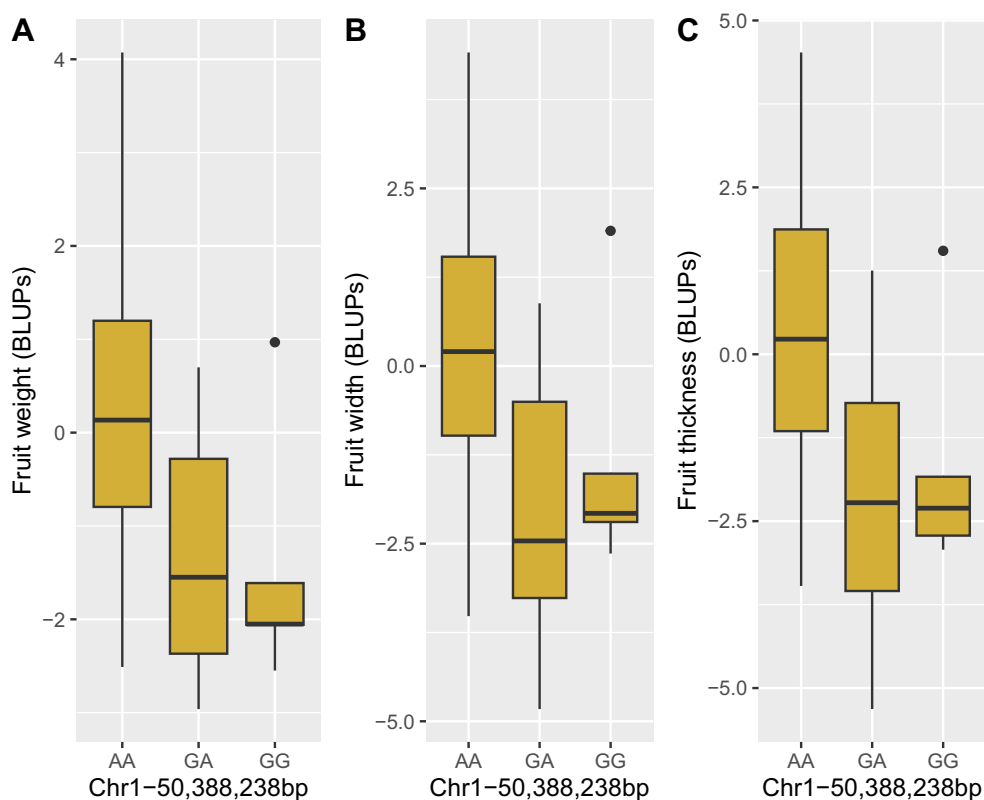 A
Fruit weight (BLUPs)
4
2
0
−2
AA GA GG
Chr1−50,388,238bp
B
Fruit width (BLUPs)
2.5
0.0
−2.5
−5.0
AA GA GG
Chr1−50,388,238bp
C
Fruit thickness (BLUPs)
5.0
2.5
0.0
−2.5
−5.0
AA GA GG
Chr1−50,388,238bp